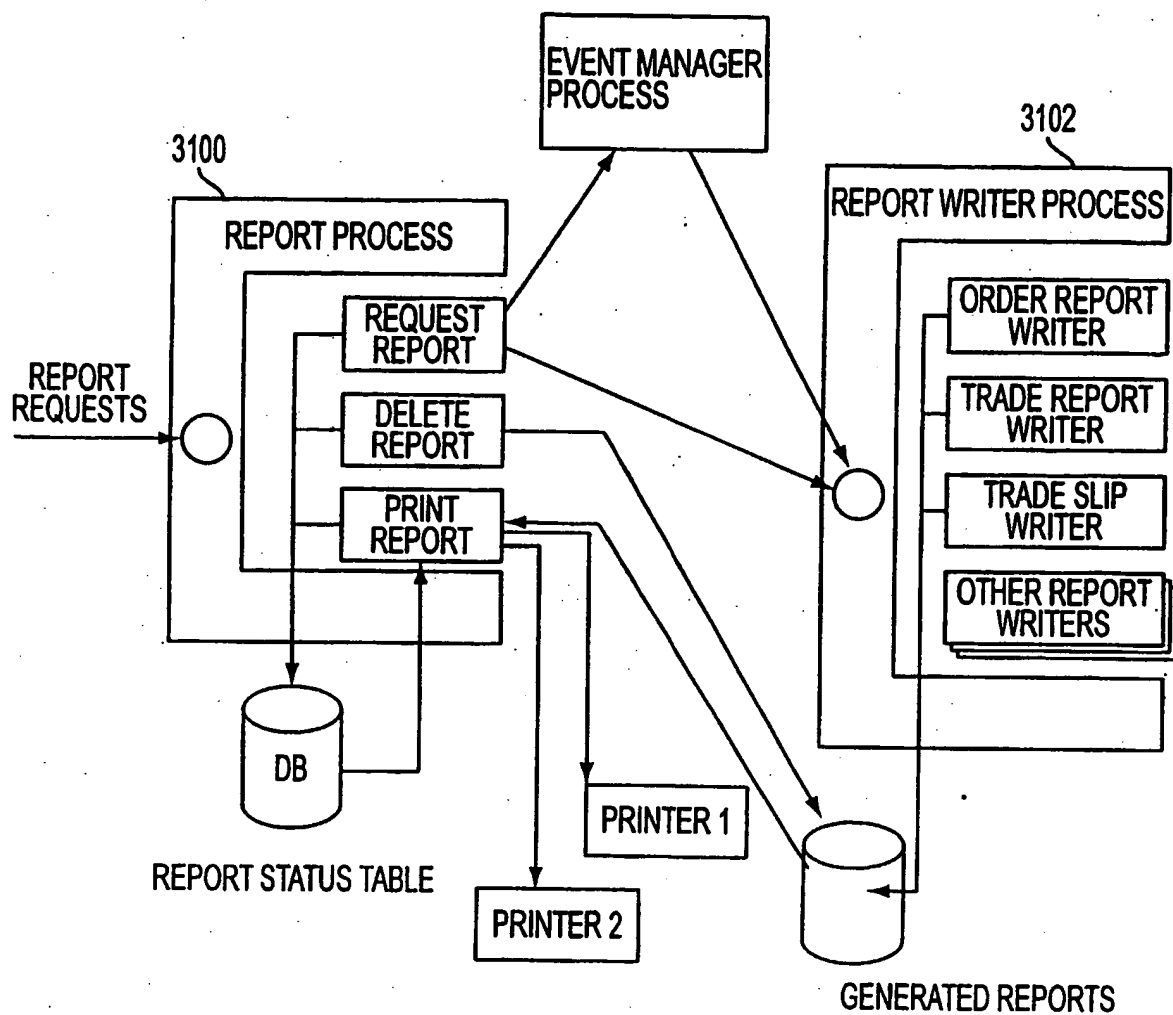 EVENT MANAGER
PROCESS
3100
3102
REPORT PROCESS
REPORT WRITER PROCESS
REQUEST
REPORT
ORDER REPORT
WRITER
REPORT
REQUESTS
DELETE
REPORT
TRADE REPORT
WRITER
PRINT
REPORT
TRADE SLIP
WRITER
OTHER REPORT
WRITERS
DB
PRINTER 1
REPORT STATUS TABLE
PRINTER 2
GENERATED REPORTS